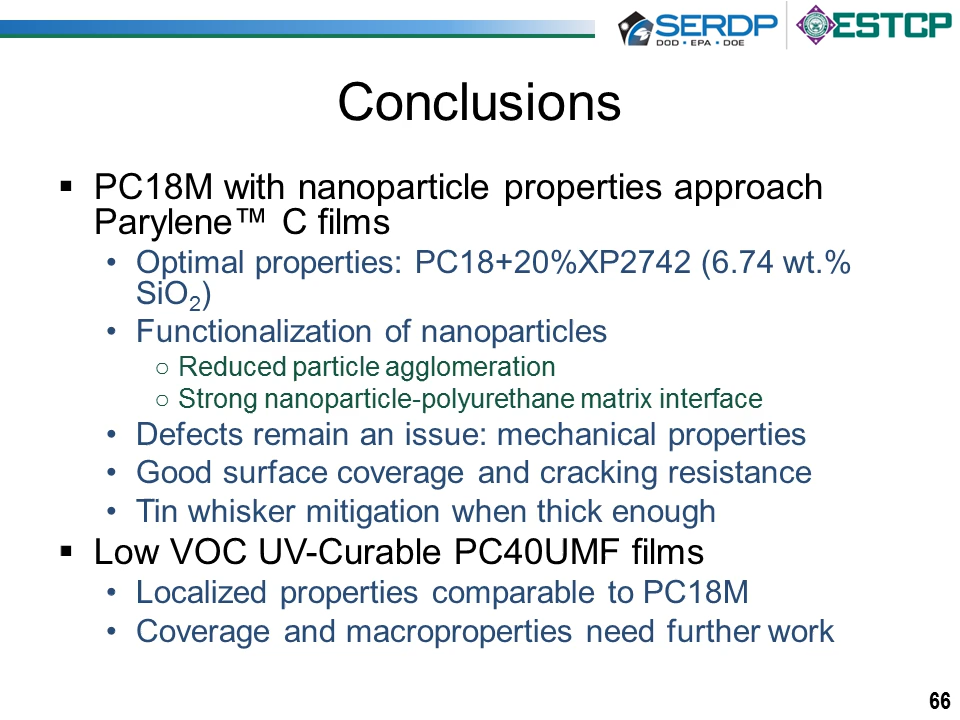 SERDP
DOD • EPA • DOE
ESTCP
Conclusions
▪ PC18M with nanoparticle properties approach
Parylene™ C films
• Optimal properties: PC18+20%XP2742 (6.74 wt.%
SiO₂)
• Functionalization of nanoparticles
○ Reduced particle agglomeration
○ Strong nanoparticle-polyurethane matrix interface
• Defects remain an issue: mechanical properties
• Good surface coverage and cracking resistance
• Tin whisker mitigation when thick enough
▪ Low VOC UV-Curable PC40UMF films
• Localized properties comparable to PC18M
• Coverage and macroproperties need further work
66